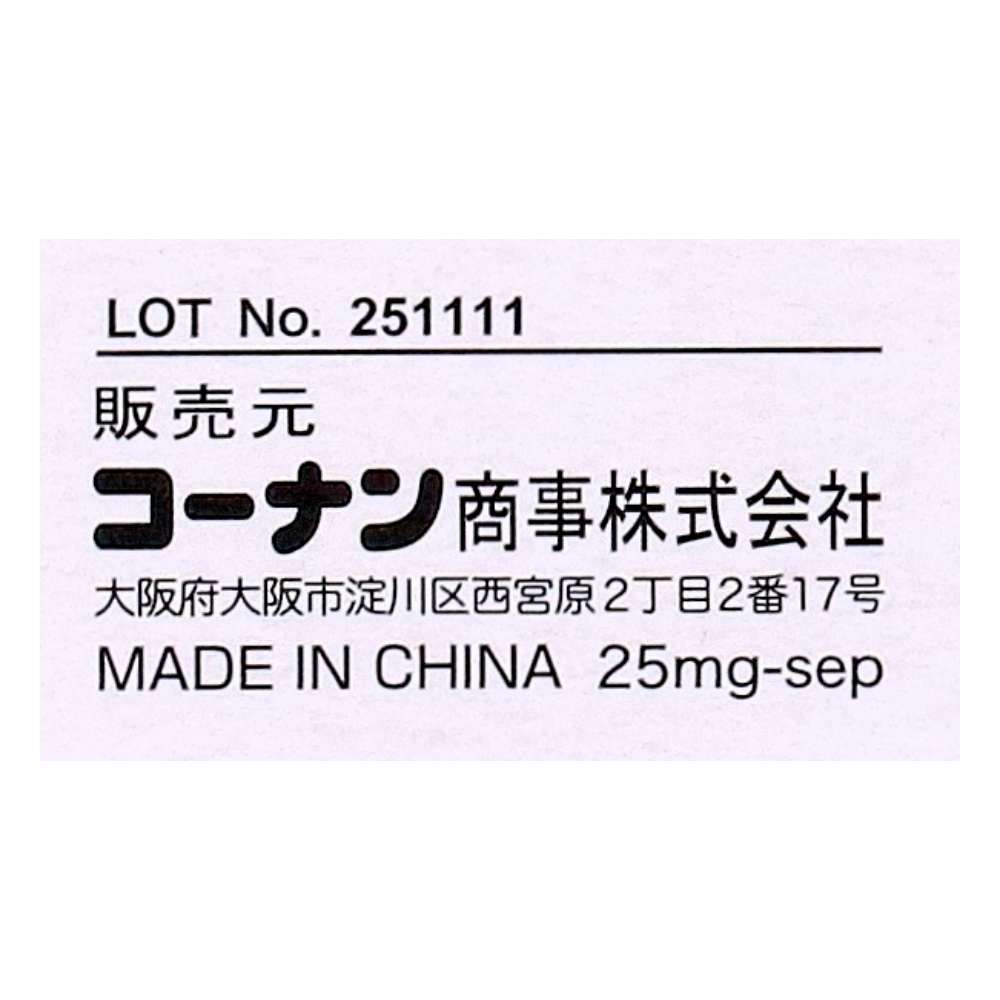 LOT No. 251111
販売元
コーナン商事株式会社
大阪府大阪市淀川区西宮原2丁目2番17号
MADE IN CHINA 25mg-sep